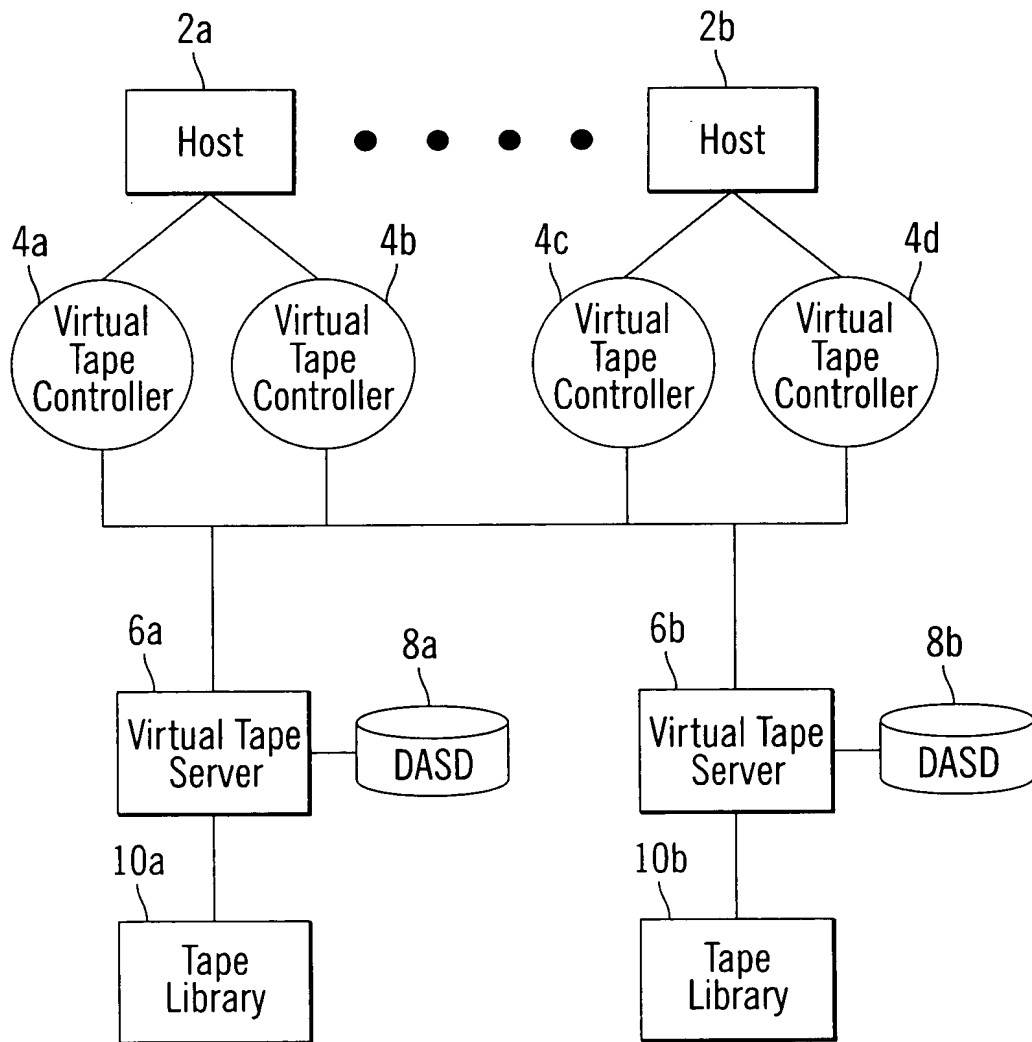 2a
2b
Host
Host
4a
4b
4c
4d
Virtual
Tape
Controller
Virtual
Tape
Controller
Virtual
Tape
Controller
Virtual
Tape
Controller
6a
8a
6b
8b
Virtual Tape
Server
DASD
Virtual Tape
Server
DASD
10a
10b
Tape
Library
Tape
Library